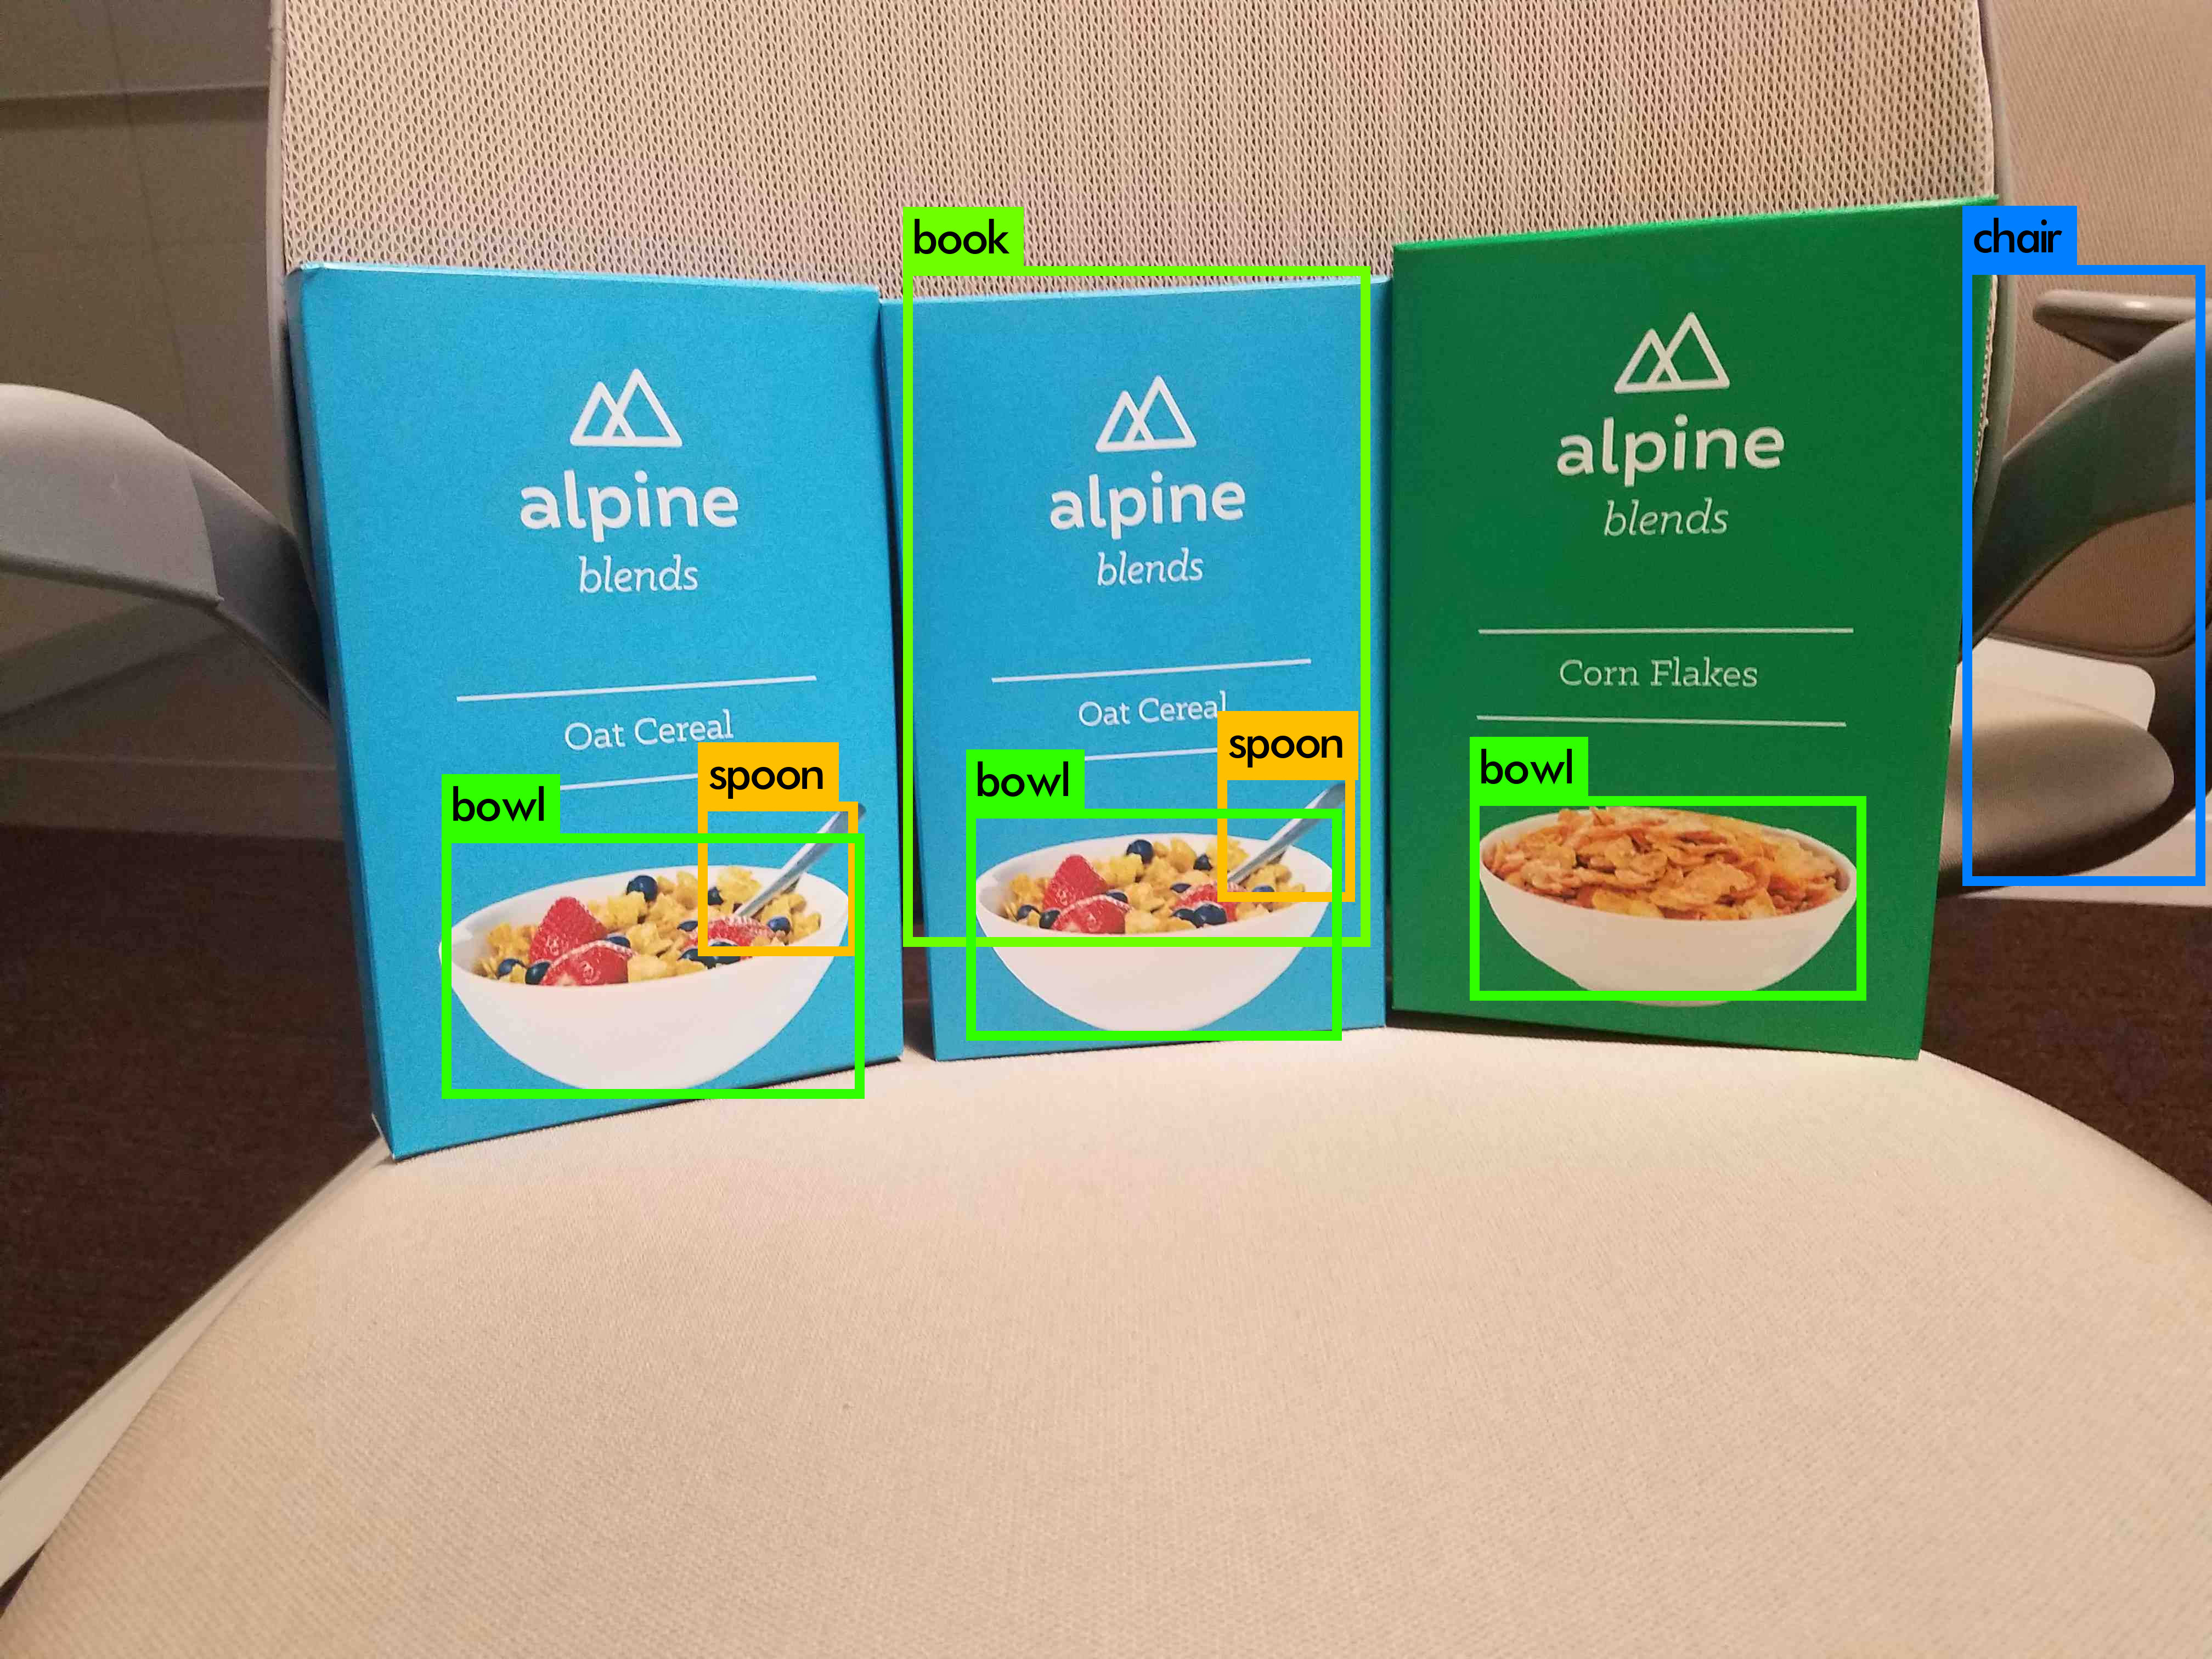 book
chair
alpine
blends
Oat Cereal
spoon
bowl
alpine
blends
Oat Cereal
spoon
bowl
alpine
blends
Corn Flakes
bowl